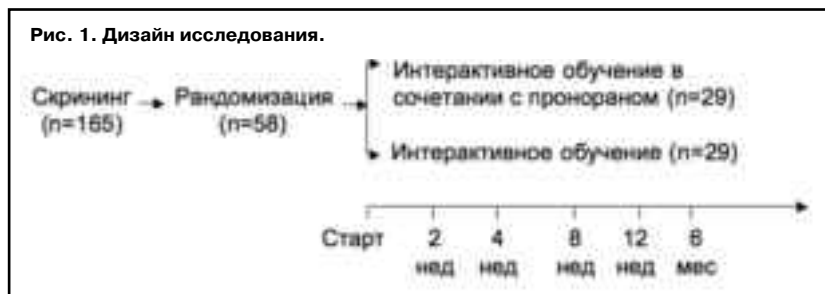 Рис. 1. Дизайн исследования.
Скрининг
(n=165)
Рандомизация
(n=58)
Интерактивное обучение в
сочетании с пронораном (n=29)
Интерактивное обучение (n=29)
Старт 2 4 8 12 6
нед нед нед нед мес